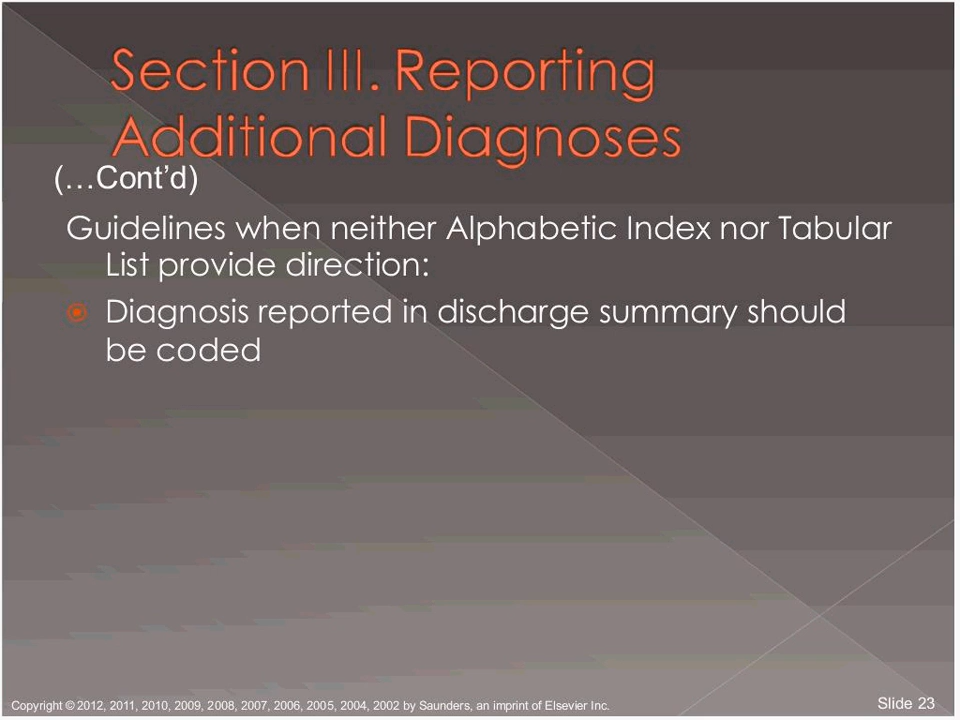 Section III. Reporting
Additional Diagnoses
(…Cont’d)
Guidelines when neither Alphabetic Index nor Tabular
List provide direction:
Diagnosis reported in discharge summary should
be coded
Copyright © 2012, 2011, 2010, 2009, 2008, 2007, 2006, 2005, 2004, 2002 by Saunders, an imprint of Elsevier Inc.
Slide 23